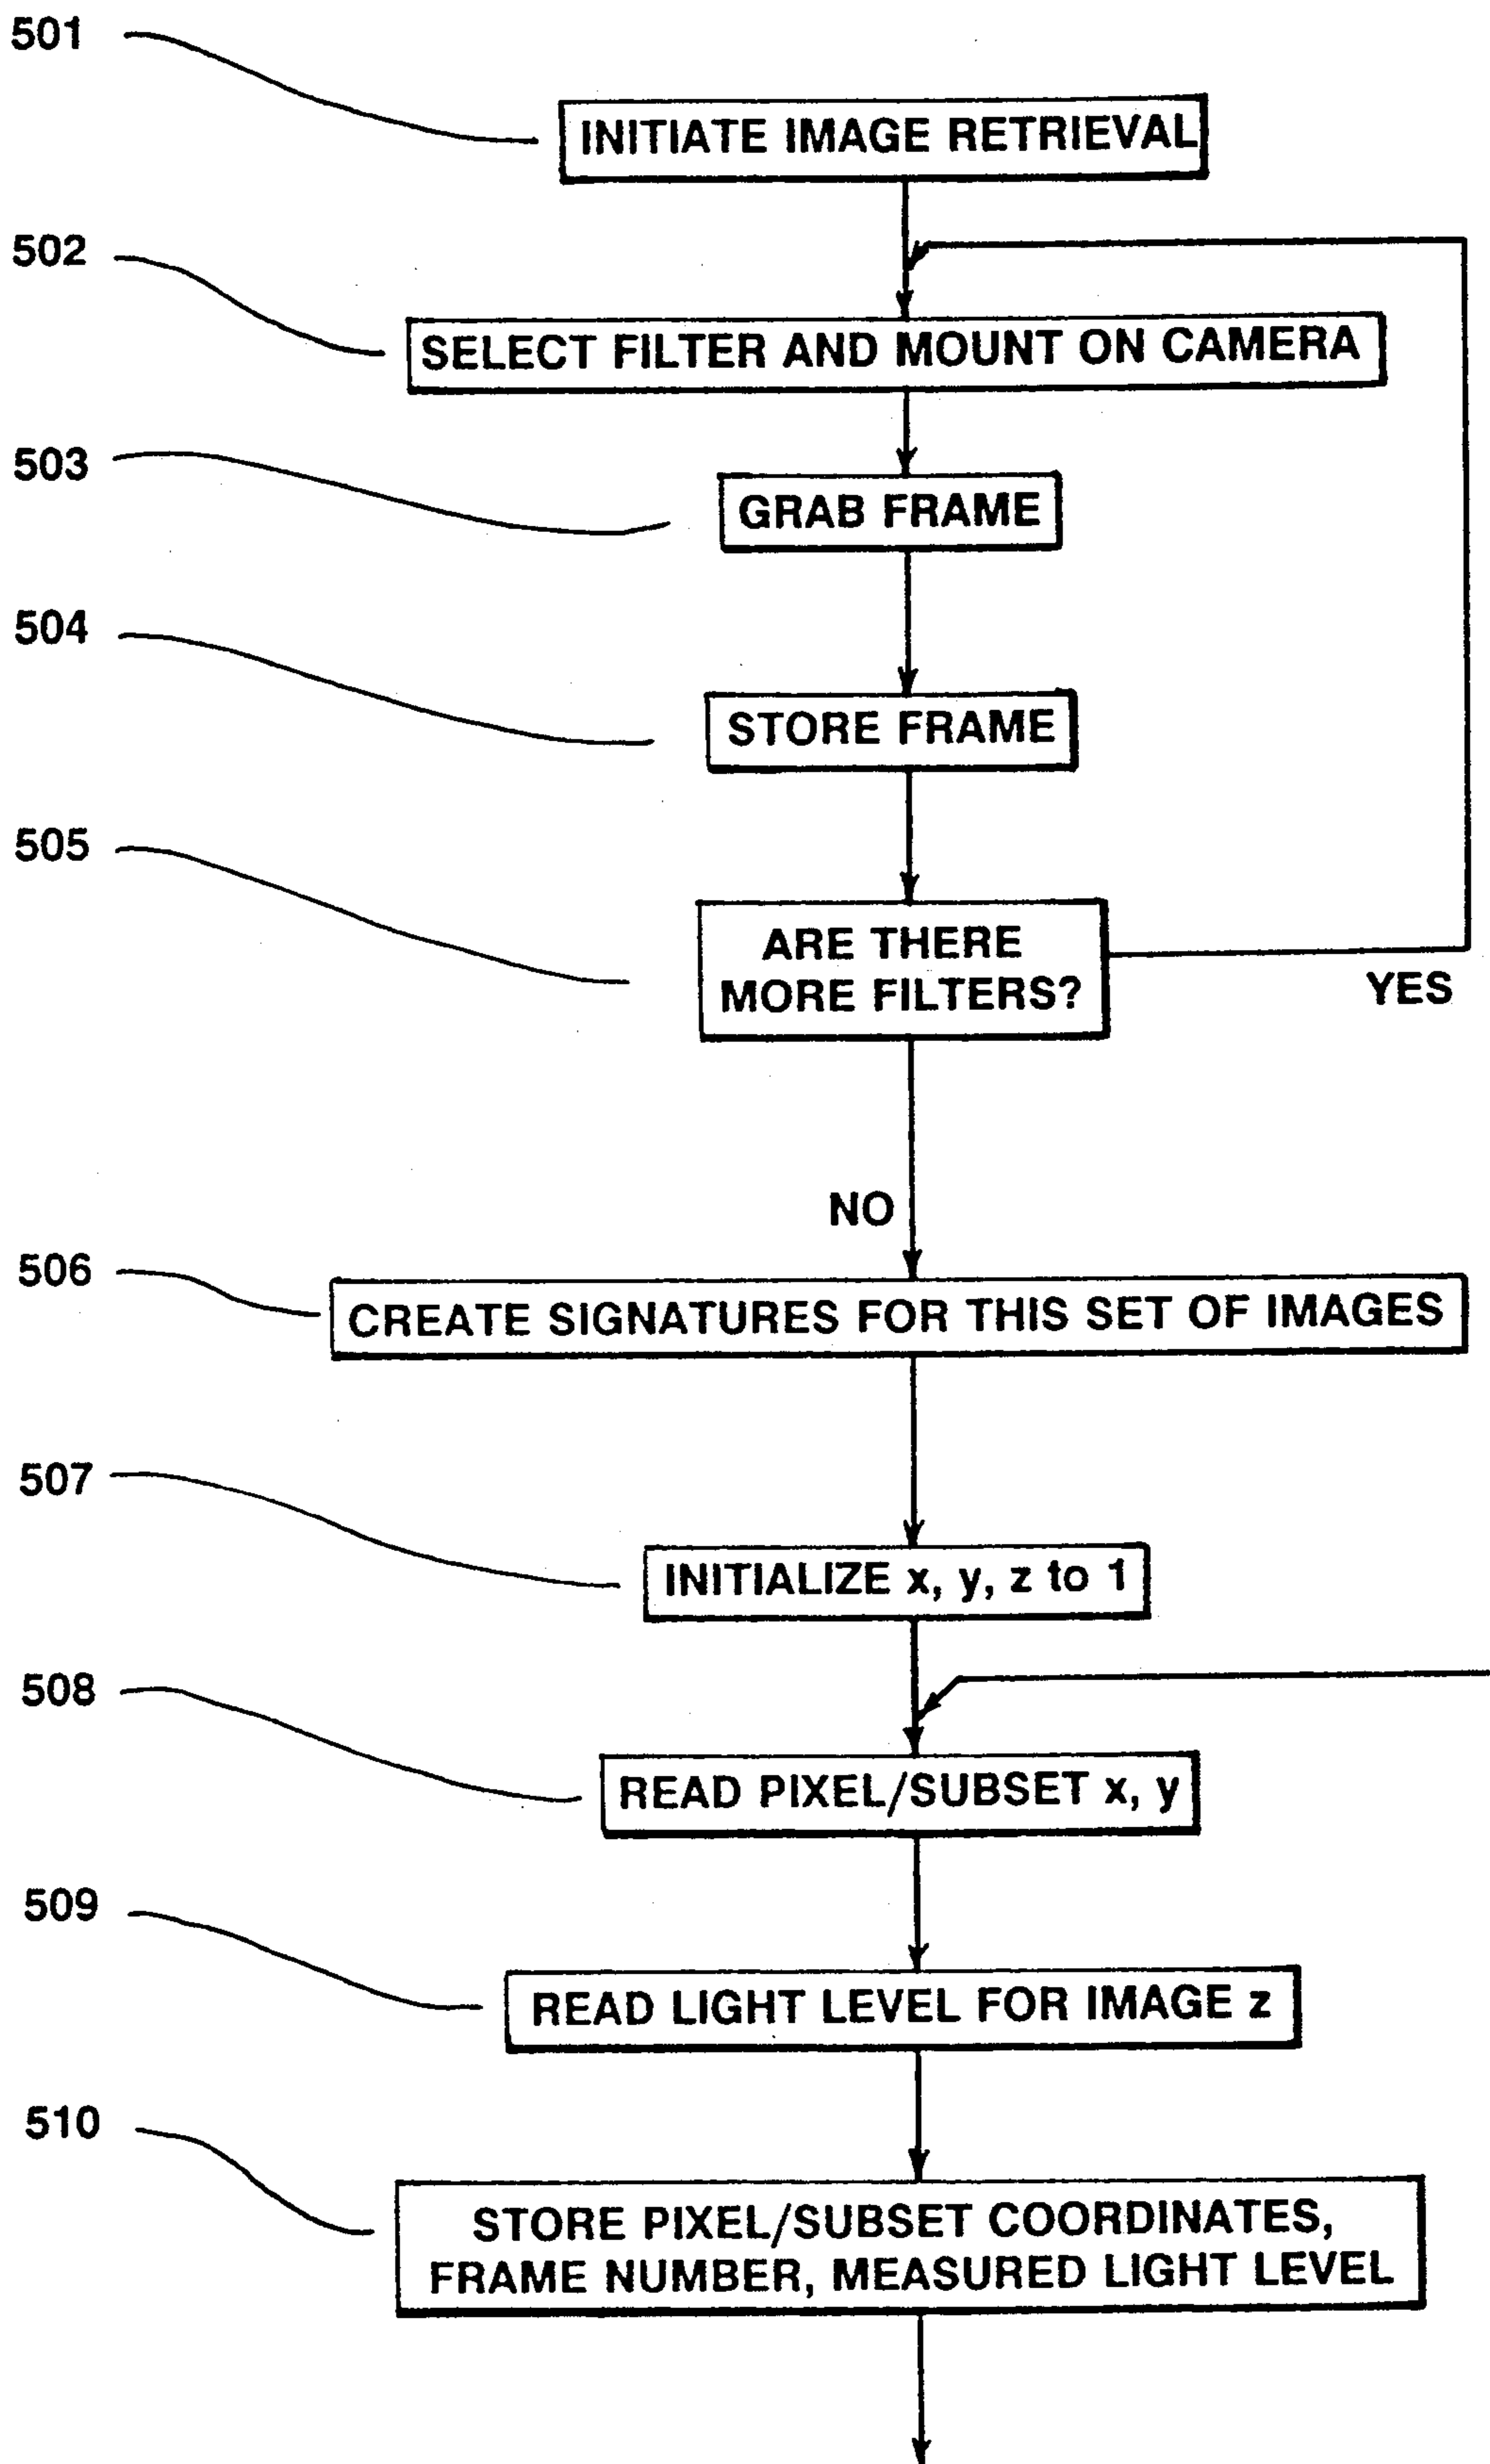 501
INITIATE IMAGE RETRIEVAL
502
SELECT FILTER AND MOUNT ON CAMERA
503
GRAB FRAME
504
STORE FRAME
505
ARE THERE
MORE FILTERS?
YES
NO
506
CREATE SIGNATURES FOR THIS SET OF IMAGES
507
INITIALIZE x, y, z to 1
508
READ PIXEL/SUBSET x, y
509
READ LIGHT LEVEL FOR IMAGE z
510
STORE PIXEL/SUBSET COORDINATES,
FRAME NUMBER, MEASURED LIGHT LEVEL